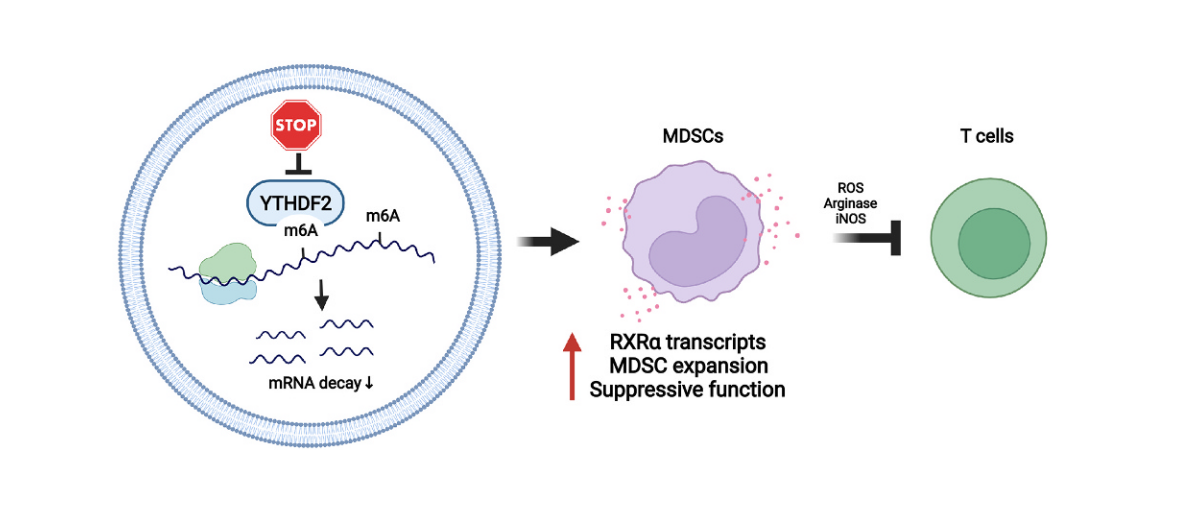 STOP
YTHDF2
m6A
m6A
mRNA decay↓
MDSCs
RXRα transcripts
MDSC expansion
Suppressive function
ROS
Arginase
iNOS
T cells